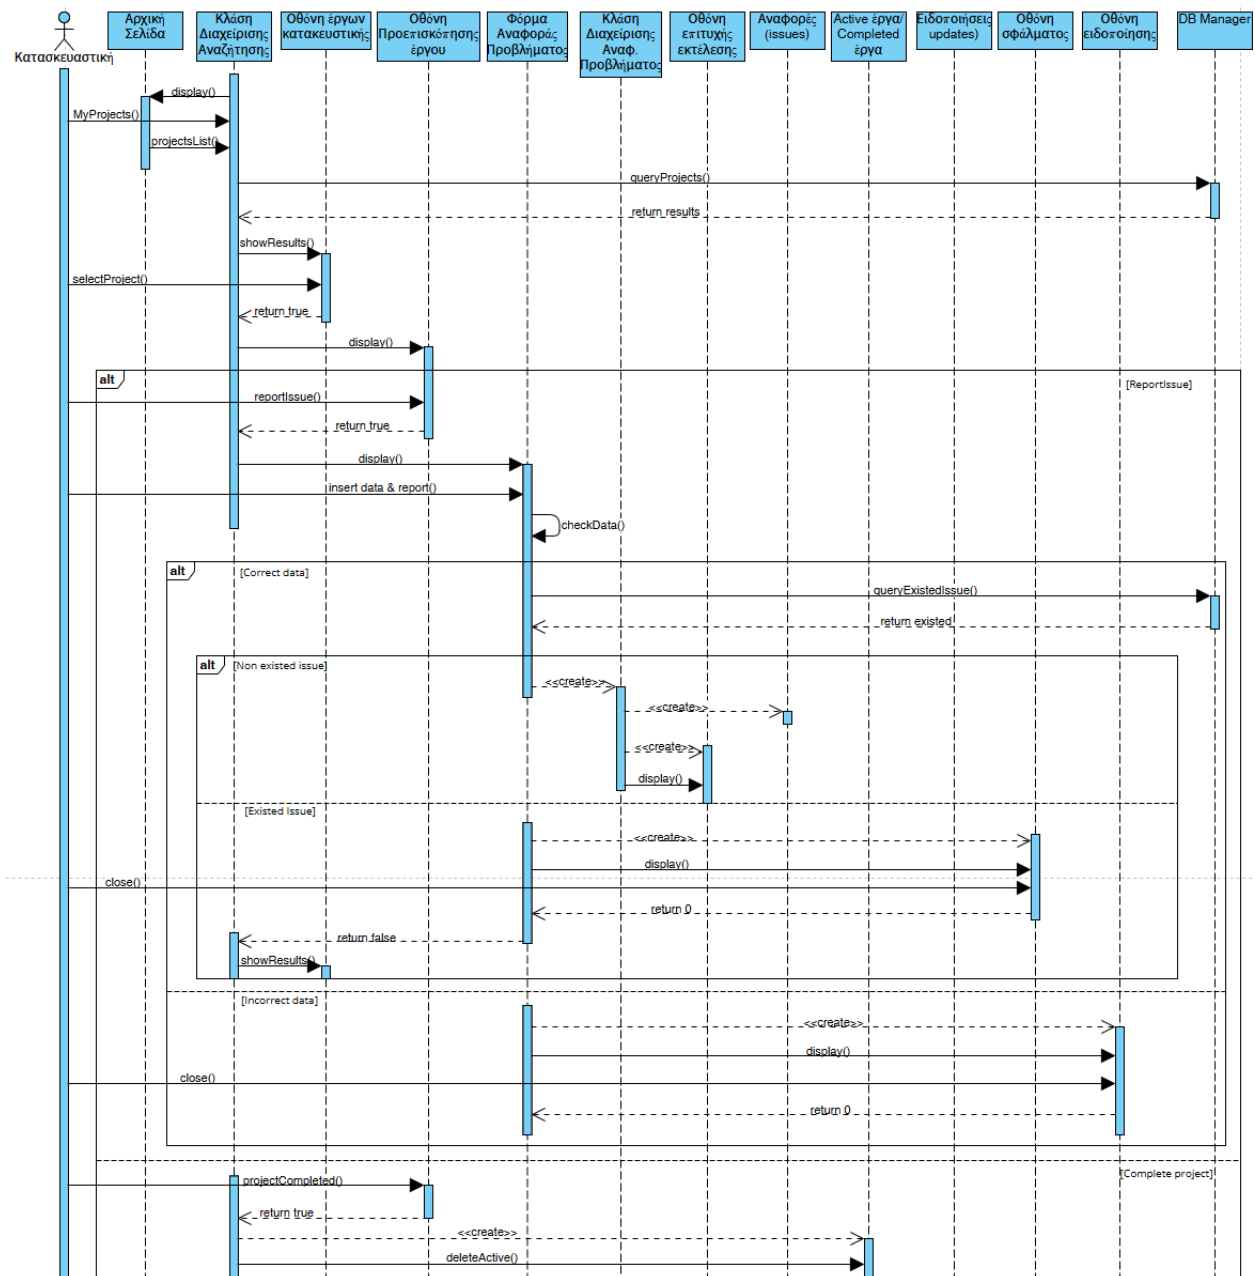 Κατασκευαστική
Αρχική
Σελίδα
Κλάση
Διαχείρισης
Αναζήτησης
Οθόνη έργων
κατακευστικής
Οθόνη
Προεπισκόπησης
έργου
Φόρμα
Αναφοράς
Προβλήματος
Κλάση
Διαχείρισης
Αναφ.
Προβλήματος
Οθόνη
επιτυχής
εκτέλεσης
Αναφορές
(issues)
Active έργα/
Completed
έργα
Ειδοποιήσεις
updates)
Οθόνη
σφάλματος
Οθόνη
ειδοποίησης
DB Manager
display()
MyProjects()
projectsList()
queryProjects()
return results
showResults()
selectProject()
return true
display()
alt
[ReportIssue]
reportIssue()
return true
display()
insert data & report()
checkData()
alt
[Correct data]
queryExistedIssue()
return existed
alt
[Non existed issue]
<<create>>
<<create>>
<<create>>
display()
[Existed Issue]
<<create>>
display()
close()
return 0
return false
showResults()
[Incorrect data]
<<create>>
display()
close()
return 0
[Complete project]
projectCompleted()
return true
<<create>>
deleteActive()